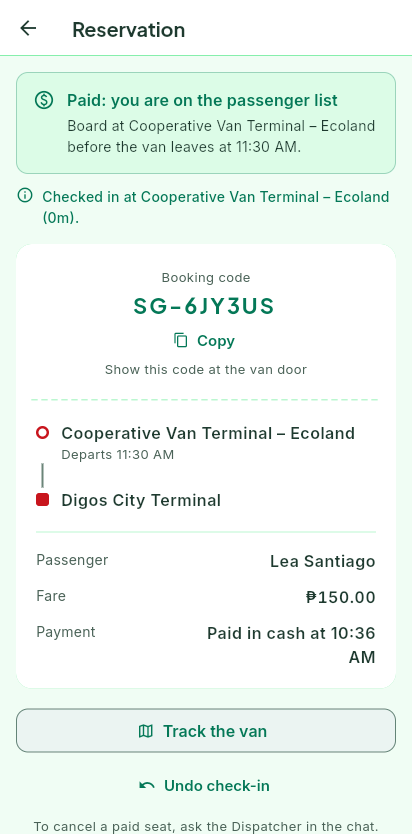 Reservation
Paid: you are on the passenger list
Board at Cooperative Van Terminal – Ecoland
before the van leaves at 11:30 AM.
Checked in at Cooperative Van Terminal – Ecoland
(0m).
Booking code
SG-6JY3US
Copy
Show this code at the van door
Cooperative Van Terminal – Ecoland
Departs 11:30 AM
Digos City Terminal
Passenger Lea Santiago
Fare ₱150.00
Payment Paid in cash at 10:36
AM
Track the van
Undo check-in
To cancel a paid seat, ask the Dispatcher in the chat.